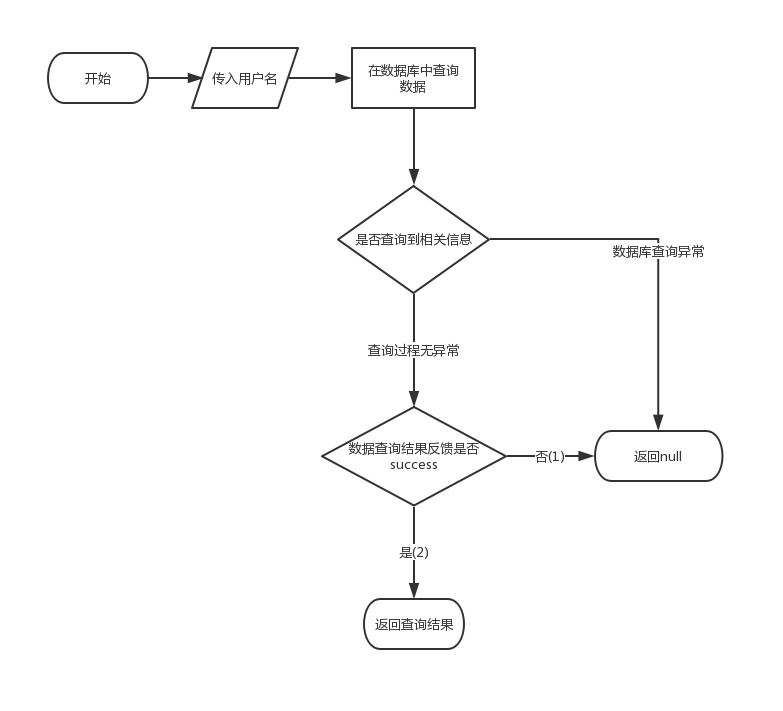 开始
传入用户名
在数据库中查询
数据
是否查询到相关信息
数据库查询异常
查询过程无异常
数据查询结果反馈是否
success
否(1)
返回null
是(2)
返回查询结果